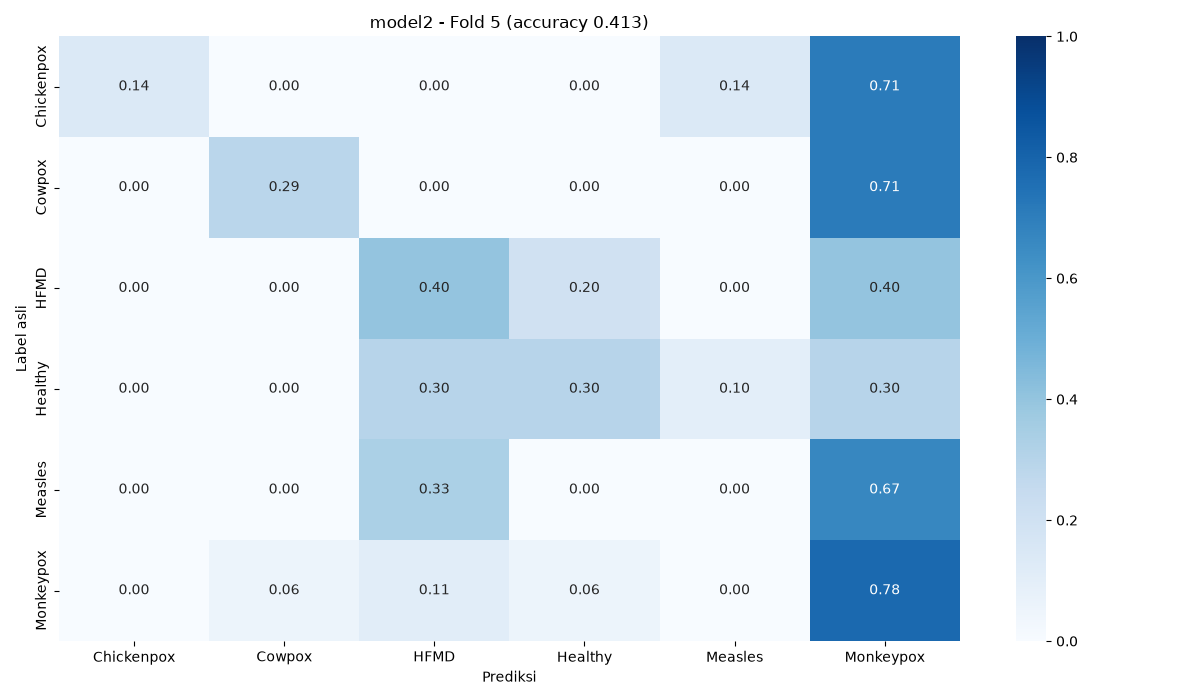 model2 - Fold 5 (accuracy 0.413)
Chickenpox 0.14 0.00 0.00 0.00 0.14 0.71
Cowpox 0.00 0.29 0.00 0.00 0.00 0.71
HFMD 0.00 0.00 0.40 0.20 0.00 0.40
Healthy 0.00 0.00 0.30 0.30 0.10 0.30
Measles 0.00 0.00 0.33 0.00 0.00 0.67
Monkeypox 0.00 0.06 0.11 0.06 0.00 0.78
Label asli
Chickenpox Cowpox HFMD Healthy Measles Monkeypox
Prediksi
1.0
0.8
0.6
0.4
0.2
0.0